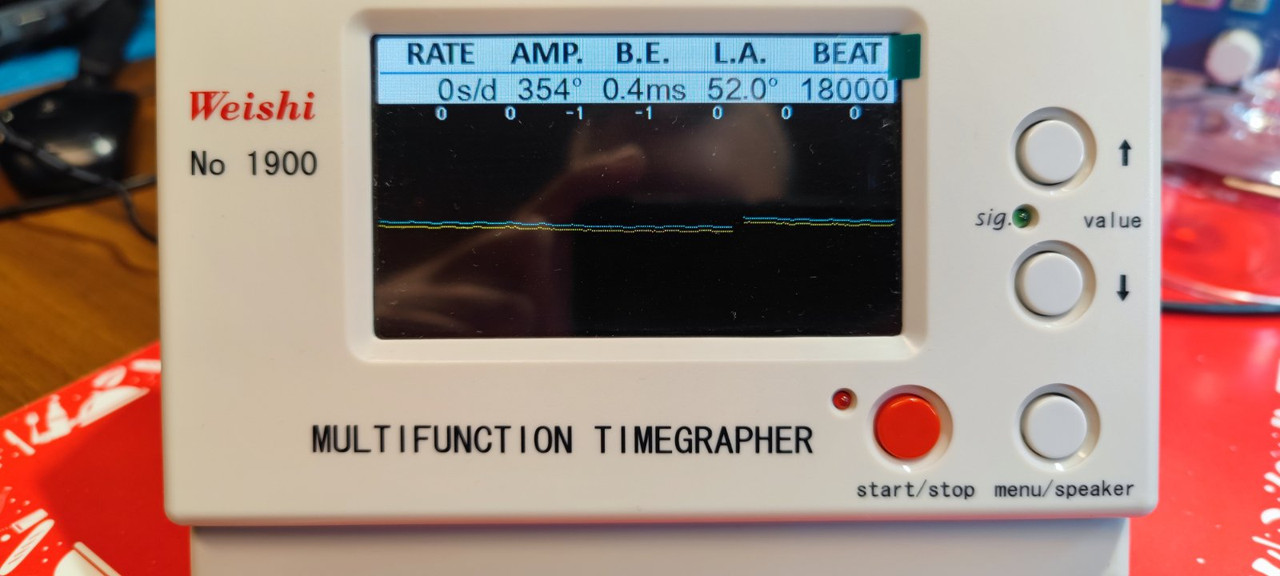 RATE AMP. B.E. L.A. BEAT
0s/d 354° 0.4ms 52.0° 18000
0 0 -1 -1 0 0 0
Weishi
No 1900
↑
sig. value
↓
MULTIFUNCTION TIMEGRAPHER
start/stop menu/speaker